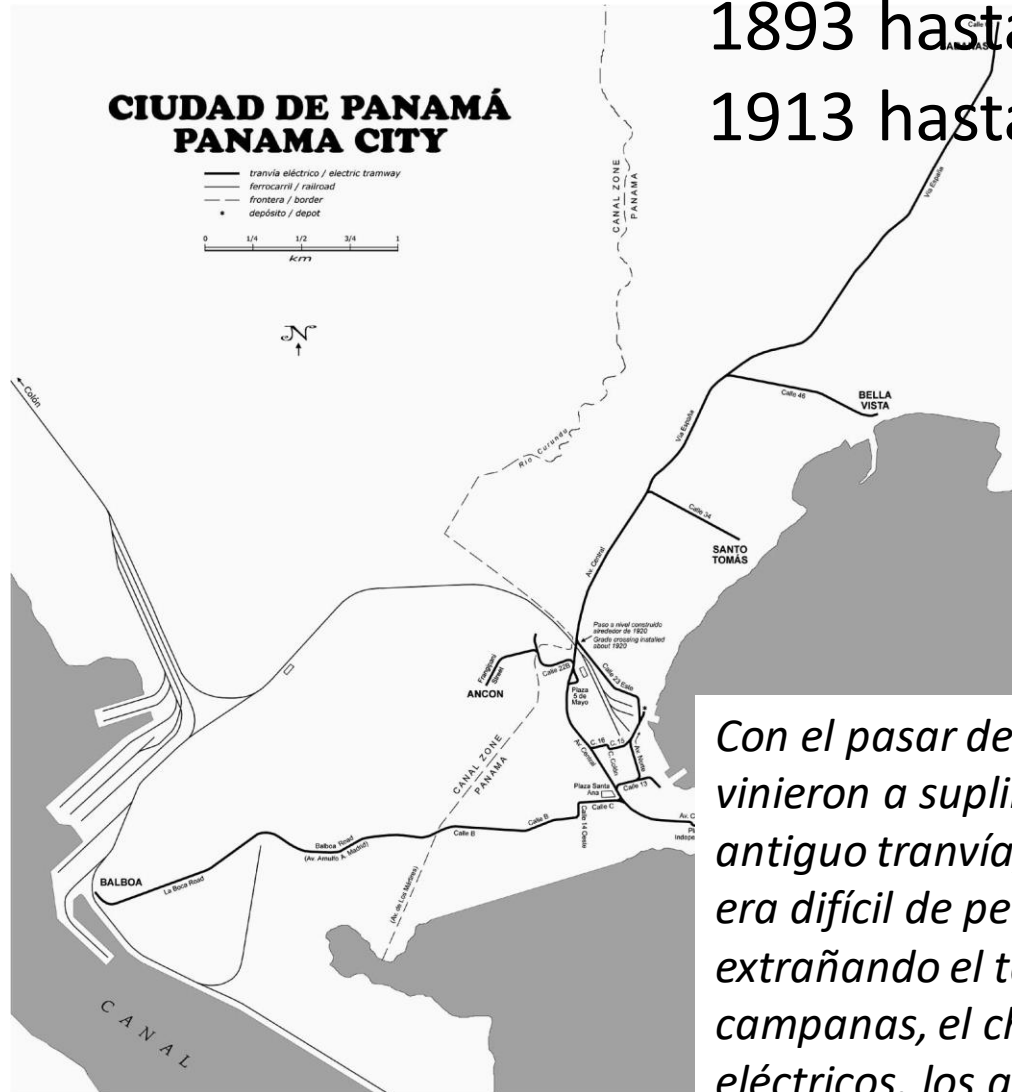 1893 hasta
1913 hasta
CIUDAD DE PANAMÁ
PANAMA CITY
tranvía eléctrico / electric tramway
ferrocarril / railroad
frontera / border
depósito / depot
0 1/4 1/2 3/4 1
km
N
CANAL ZONE
PANAMA
Vía España
Colón
Calle 46
BELLA
VISTA
Vía España
Río Curundu
Calle 34
SANTO
TOMÁS
Av. Central
Paso a nivel construido
alrededor de 1920
Grade crossing installed
about 1920
Frangipani
Street
ANCON
Calle 22B
Calle 23 Este
Plaza
5 de
Mayo
CANAL ZONE
PANAMA
Av. Central
C. 16
C. 15
C. Colón
Av. Norte
Plaza Santa
Ana
Calle 13
Calle C
Calle 14 Oeste
Calle B
Calle B
Balboa Road
(Av. Arnulfo A. Madrid)
La Boca Road
BALBOA
(Av. de Los Mártires)
CANAL
Con el pasar de
vinieron a supli
antiguo tranvía
era difícil de pe
extrañando el t
campanas, el c
eléctricos, los